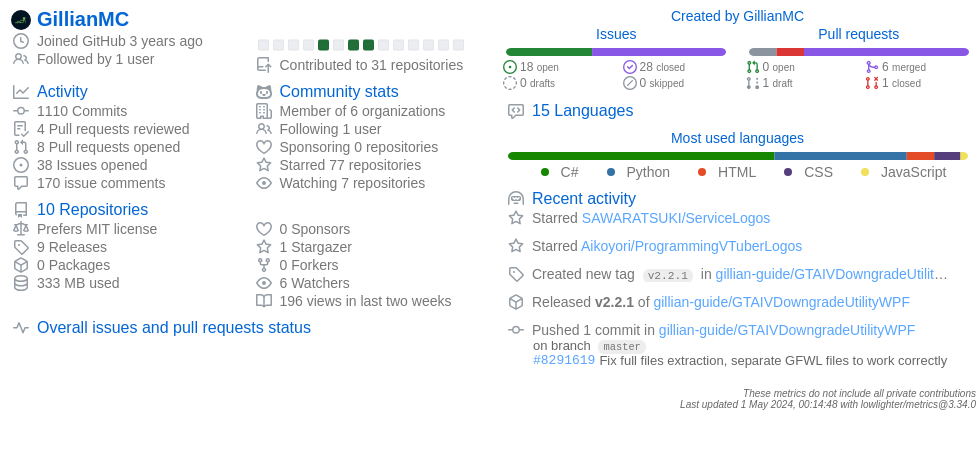 GillianMC
Joined GitHub 3 years ago
Followed by 1 user
Contributed to 31 repositories
Activity
1110 Commits
4 Pull requests reviewed
8 Pull requests opened
38 Issues opened
170 issue comments
Community stats
Member of 6 organizations
Following 1 user
Sponsoring 0 repositories
Starred 77 repositories
Watching 7 repositories
10 Repositories
Prefers MIT license
9 Releases
0 Packages
333 MB used
0 Sponsors
1 Stargazer
0 Forkers
6 Watchers
196 views in last two weeks
Overall issues and pull requests status
Created by GillianMC
Issues
18 open
28 closed
0 drafts
0 skipped
Pull requests
0 open
6 merged
1 draft
1 closed
15 Languages
Most used languages
C# Python HTML CSS JavaScript
Recent activity
Starred SAWARATSUKI/ServiceLogos
Starred Aikoyori/ProgrammingVTuberLogos
Created new tag v2.2.1 in gillian-guide/GTAIVDowngradeUtilit…
Released v2.2.1 of gillian-guide/GTAIVDowngradeUtilityWPF
Pushed 1 commit in gillian-guide/GTAIVDowngradeUtilityWPF
on branch master
#8291619 Fix full files extraction, separate GFWL files to work correctly
These metrics do not include all private contributions
Last updated 1 May 2024, 00:14:48 with lowlighter/metrics@3.34.0